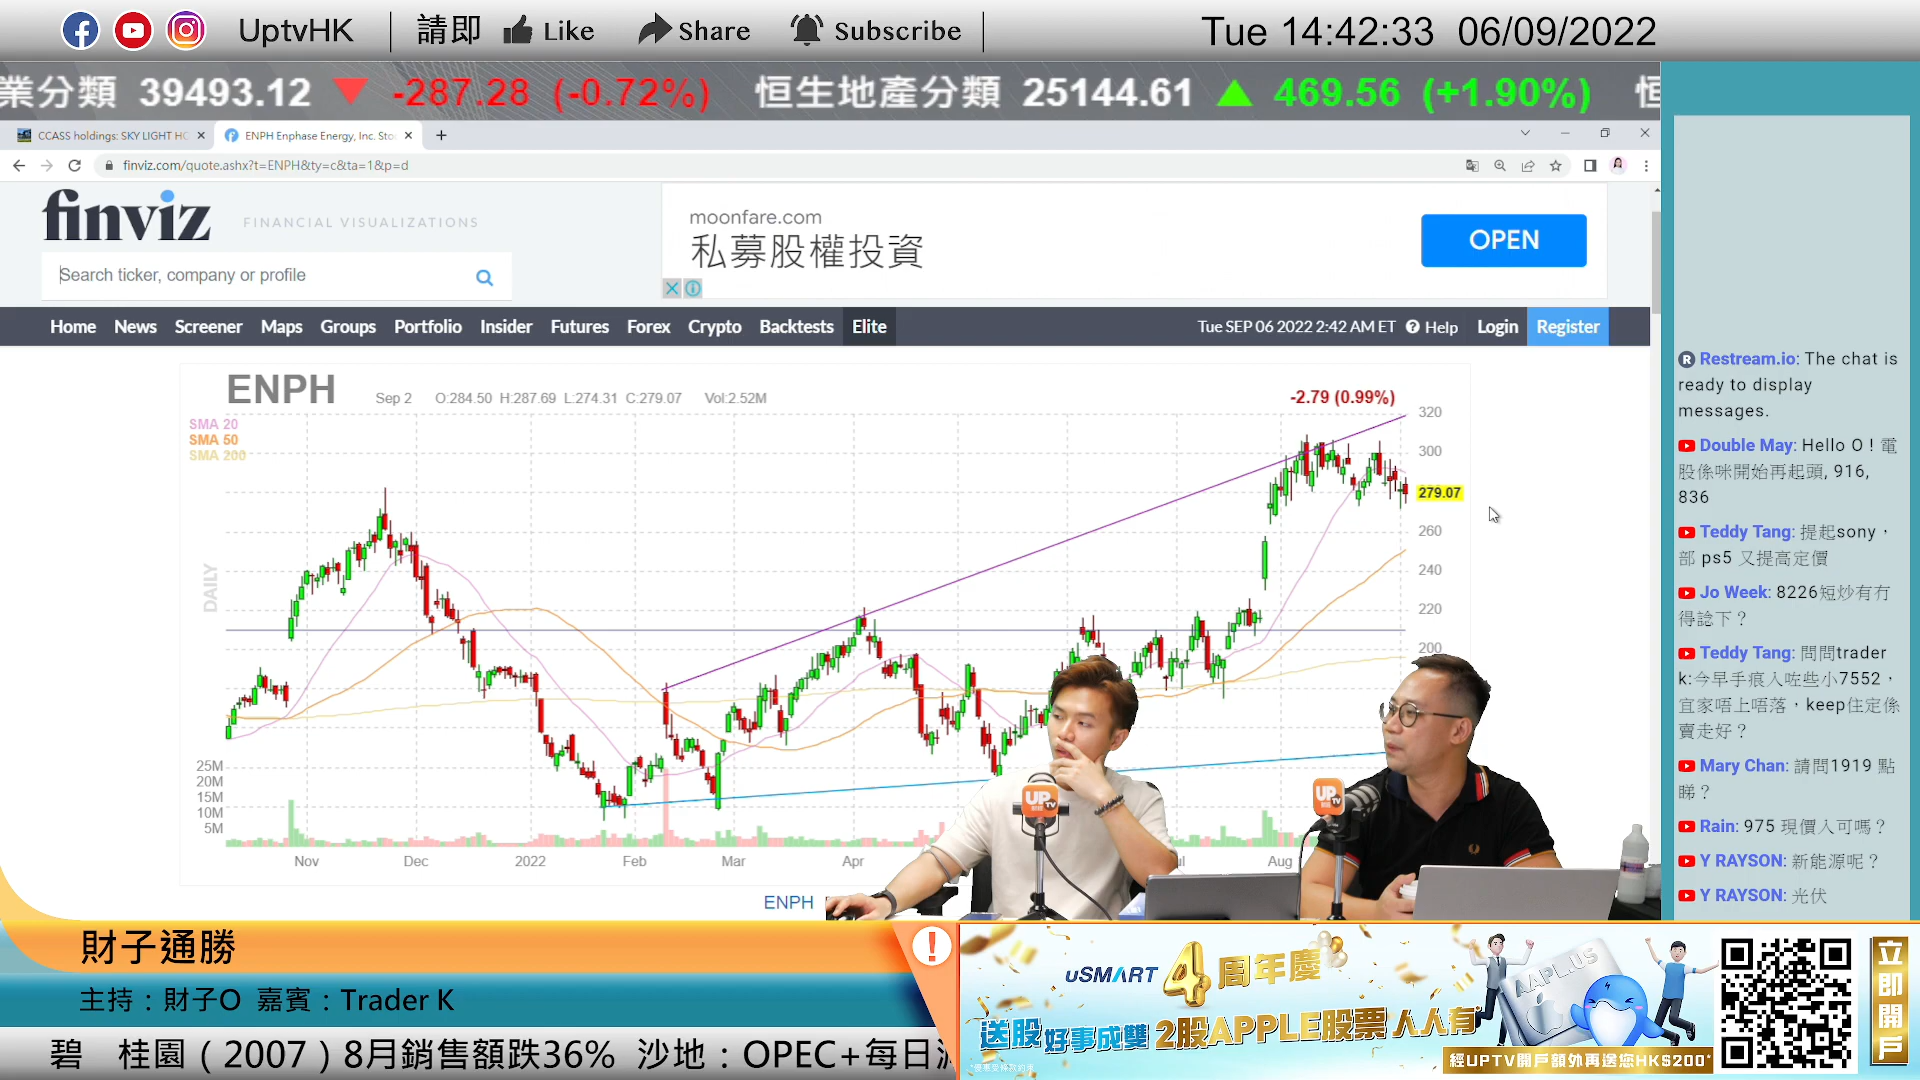 UptvHK 請即 Like Share Subscribe Tue 14:42:33 06/09/2022
業分類 39493.12 ▼ -287.28 (-0.72%) 恒生地產分類 25144.61 ▲ 469.56 (+1.90%) 恒
CCASS holdings: SKY LIGHT HO ENPH Enphase Energy, Inc. Sto
finviz.com/quote.ashx?t=ENPH&ty=c&ta=1&p=d
finviz FINANCIAL VISUALIZATIONS
Search ticker, company or profile
moonfare.com
私募股權投資
OPEN
Home News Screener Maps Groups Portfolio Insider Futures Forex Crypto Backtests Elite
Tue SEP 06 2022 2:42 AM ET Help Login Register
ENPH Sep 2 O:284.50 H:287.69 L:274.31 C:279.07 Vol:2.52M -2.79 (0.99%)
SMA 20
SMA 50
SMA 200
DAILY
320
300
279.07
260
240
220
200
25M
20M
15M
10M
5M
Nov Dec 2022 Feb Mar Apr Aug
ENPH
Restream.io: The chat is
ready to display
messages.
Double May: Hello O ! 電
股係咪開始再起頭, 916,
836
Teddy Tang: 提起sony，
部 ps5 又提高定價
Jo Week: 8226短炒有冇
得諗下？
Teddy Tang: 問問trader
k:今早手痕入咗些小7552，
宜家唔上唔落，keep住定係
賣走好？
Mary Chan: 請問1919 點
睇？
Rain: 975 現價入可嗎？
Y RAYSON: 新能源呢？
Y RAYSON: 光伏
UP TV
UP TV
財子通勝
主持：財子O 嘉賓：Trader K
碧 桂園（2007）8月銷售額跌36% 沙地：OPEC+每日
uSMART 4周年慶
送股好事成雙 2股APPLE股票人人有*
AAPL.US
經UPTV開戶額外再送您HK$200*
立即開戶